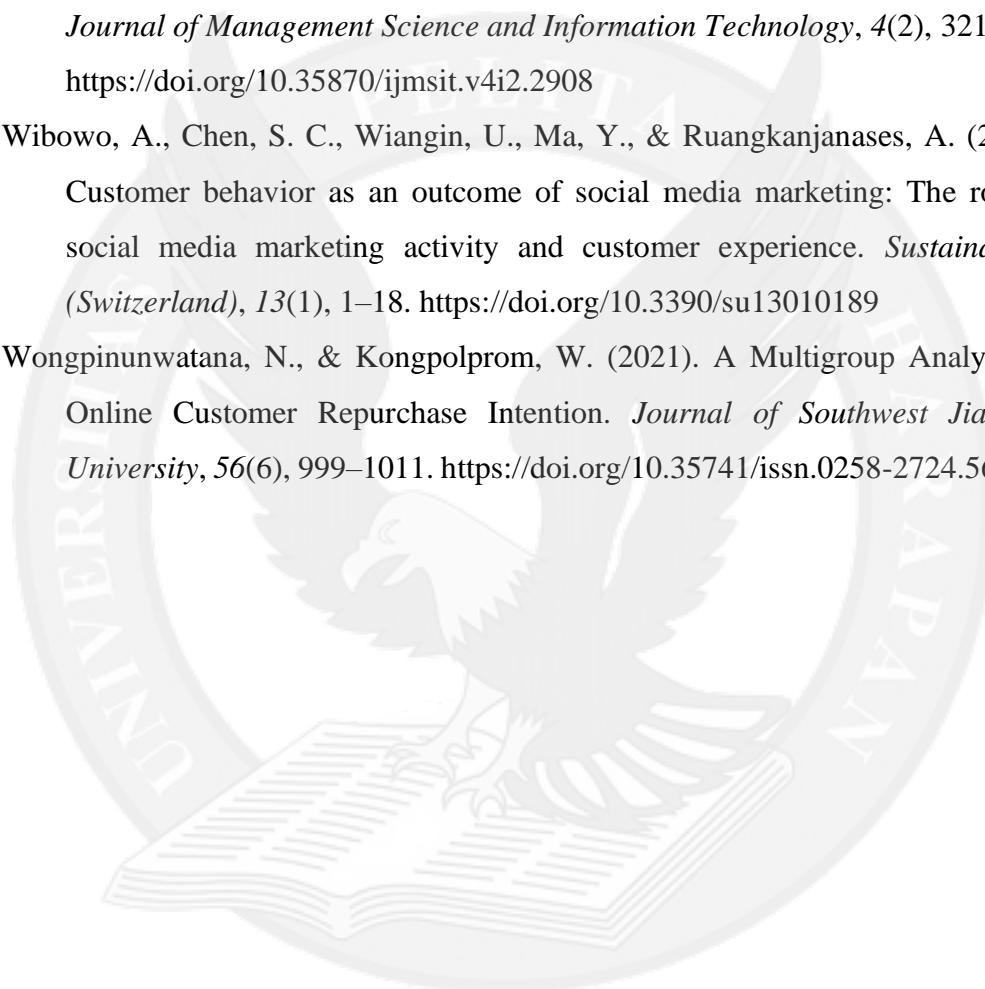 Journal of Management Science and Information Technology, 4(2), 321
https://doi.org/10.35870/ijmsit.v4i2.2908
Wibowo, A., Chen, S. C., Wiangin, U., Ma, Y., & Ruangkanjanases, A. (2
Customer behavior as an outcome of social media marketing: The ro
social media marketing activity and customer experience. Sustaina
(Switzerland), 13(1), 1–18. https://doi.org/10.3390/su13010189
Wongpinunwatana, N., & Kongpolprom, W. (2021). A Multigroup Analy
Online Customer Repurchase Intention. Journal of Southwest Jia
University, 56(6), 999–1011. https://doi.org/10.35741/issn.0258-2724.56
UNIVERSITAS PELITA HARAPAN